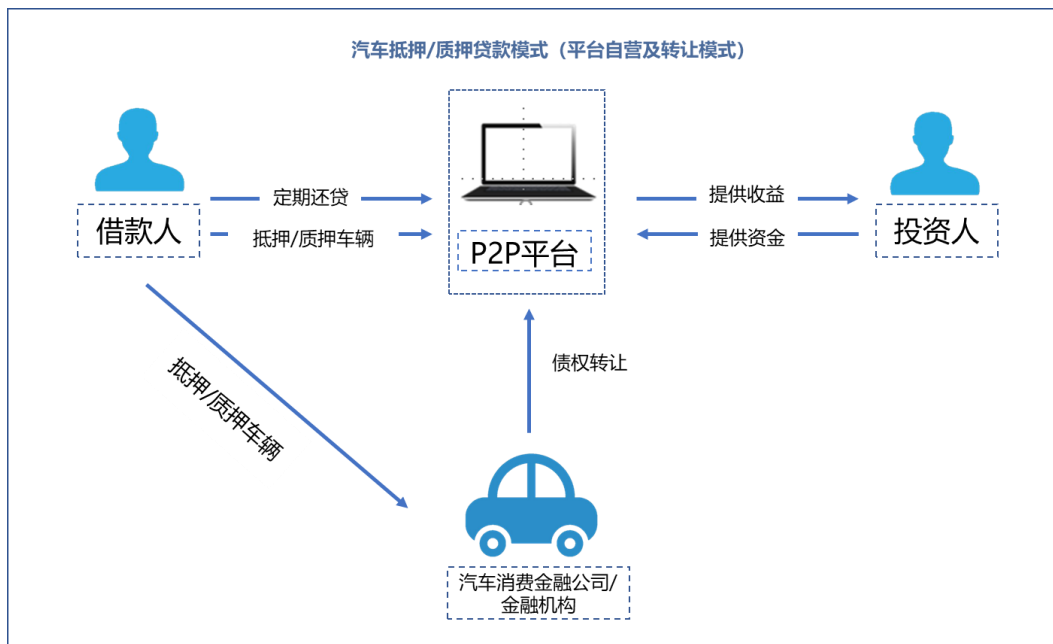 汽车抵押/质押贷款模式（平台自营及转让模式）
定期还贷
提供收益
借款人
抵押/质押车辆
P2P平台
提供资金
投资人
债权转让
抵押/质押车辆
汽车消费金融公司/
金融机构